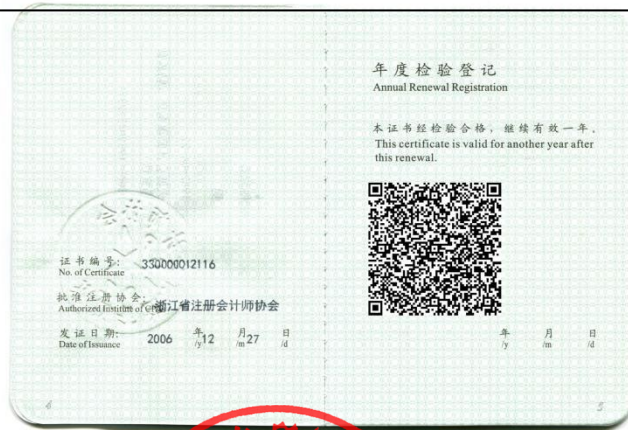 证书编号:
No. of Certificate
330000012116
批准注册协会:
Authorized Institute of CPAs
浙江省注册会计师协会
发证日期:
Date of Issuance
2006 年 12 月 27 日
/y /m /d
6
年度检验登记
Annual Renewal Registration
本证书经检验合格，继续有效一年。
This certificate is valid for another year after
this renewal.
年 月 日
/y /m /d
5